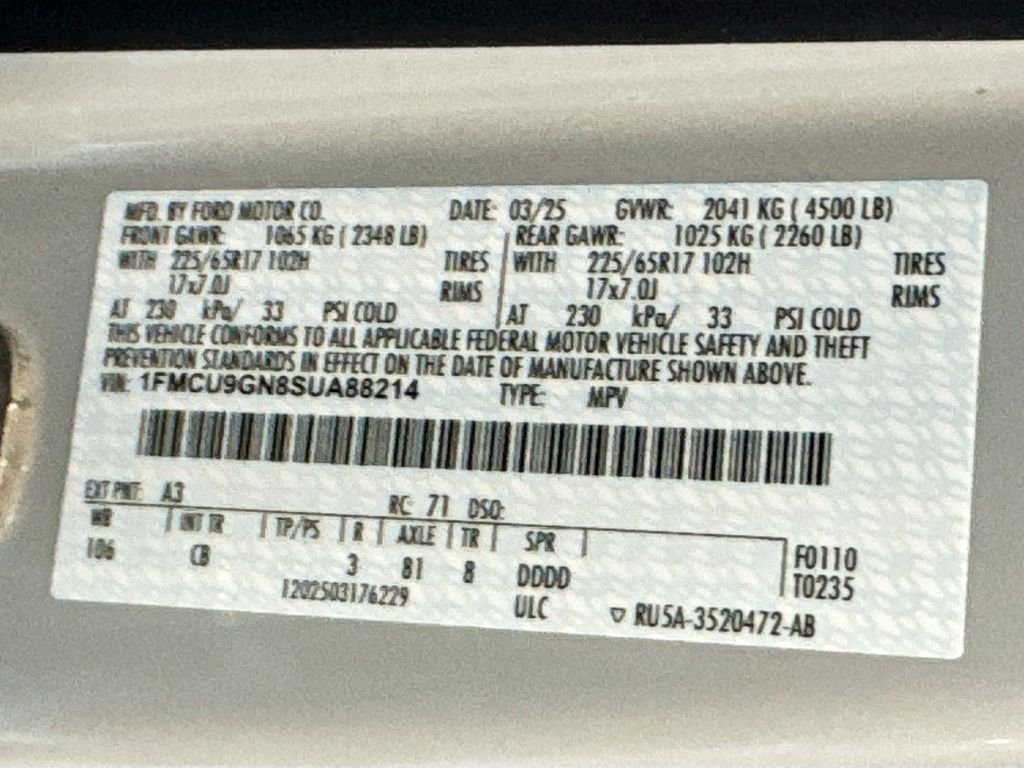 MFD. BY FORD MOTOR CO. DATE: 03/25 GVWR: 2041 KG ( 4500 LB)
FRONT GAWR: 1065 KG ( 2348 LB) REAR GAWR: 1025 KG ( 2260 LB)
WITH 225/65R17 102H TIRES WITH 225/65R17 102H TIRES
17x7.0J RIMS 17x7.0J RIMS
AT 230 kPa/ 33 PSI COLD AT 230 kPa/ 33 PSI COLD
THIS VEHICLE CONFORMS TO ALL APPLICABLE FEDERAL MOTOR VEHICLE SAFETY AND THEFT
PREVENTION STANDARDS IN EFFECT ON THE DATE OF MANUFACTURE SHOWN ABOVE.
VIN: 1FMCU9GN8SUA88214 TYPE: MPV
EXT PNT: A3 RC: 71 DSO:
WB INT TR TP/PS R AXLE TR SPR
106 CB 3 81 8 DDDD F0110
1202503176229 ULC T0235
RU5A-3520472-AB